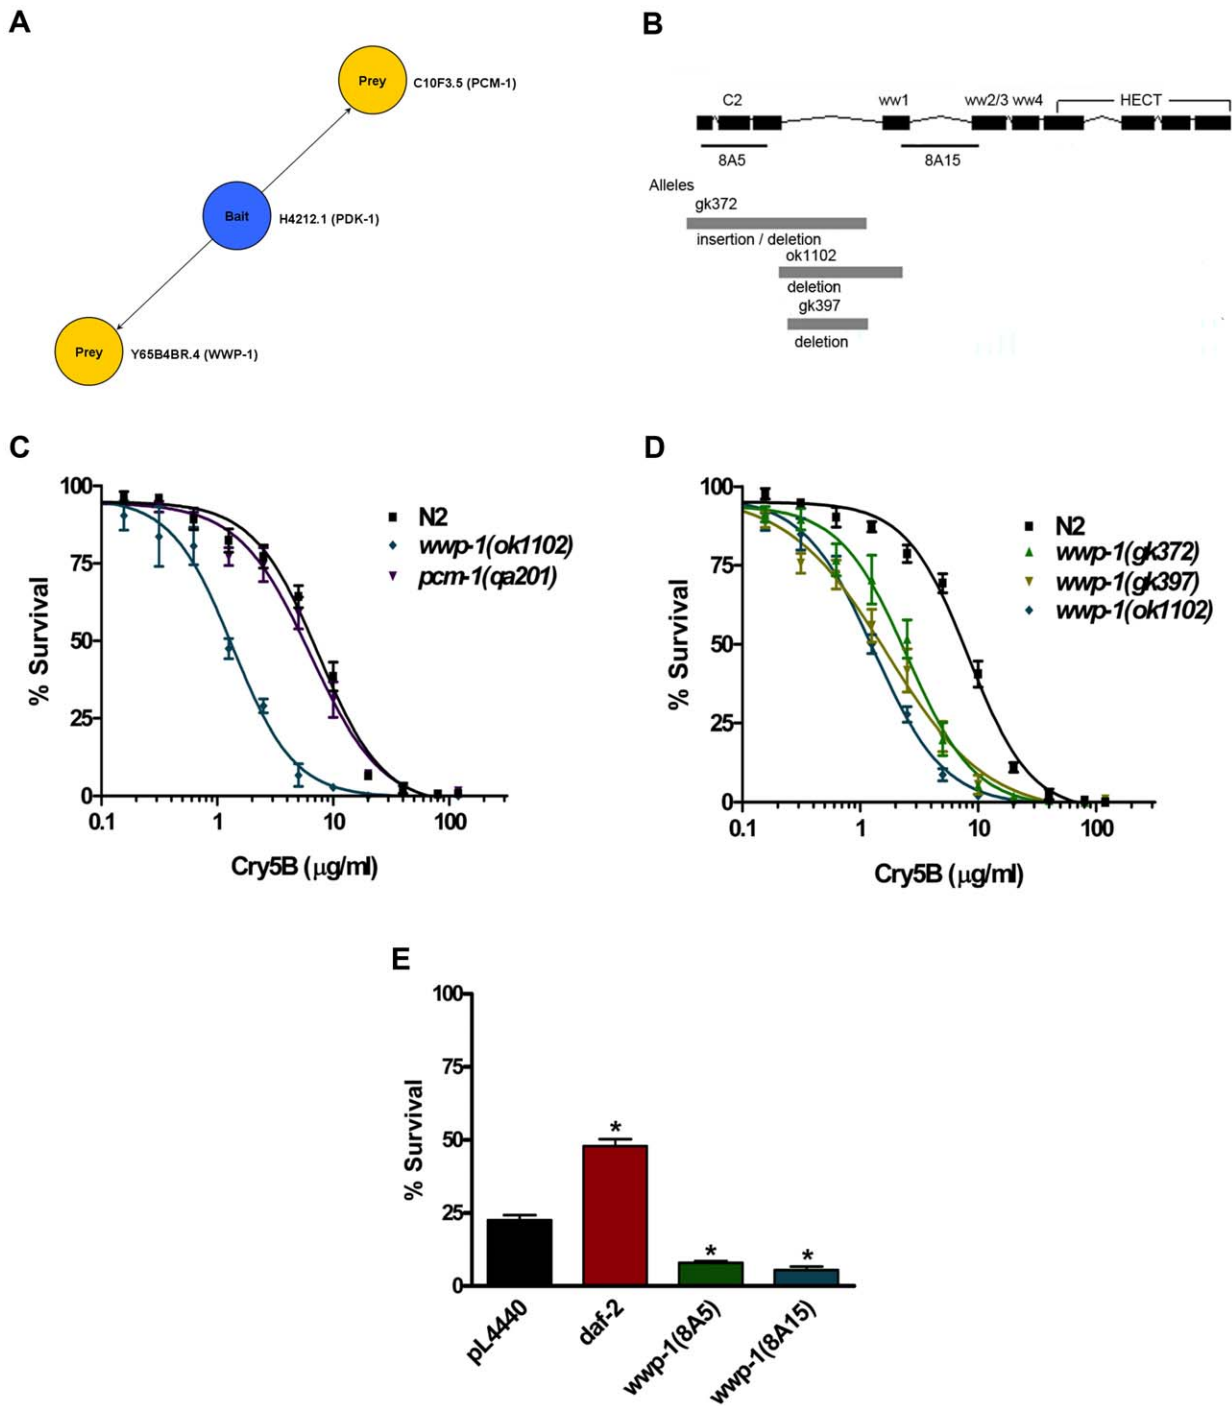 A
Prey
C10F3.5 (PCM-1)
Bait
H4212.1 (PDK-1)
Prey
Y65B4BR.4 (WWP-1)
B
C2
ww1
ww2/3 ww4
HECT
8A5
8A15
Alleles
gk372
insertion / deletion
ok1102
deletion
gk397
deletion
C
100
75
50
25
0
0.1
1
10
100
% Survival
Cry5B (μg/ml)
N2
wwp-1(ok1102)
pcm-1(qa201)
D
100
75
50
25
0
0.1
1
10
100
% Survival
Cry5B (μg/ml)
N2
wwp-1(gk372)
wwp-1(gk397)
wwp-1(ok1102)
E
100
75
50
25
0
% Survival
*
*
*
pL4440
daf-2
wwp-1(8A5)
wwp-1(8A15)